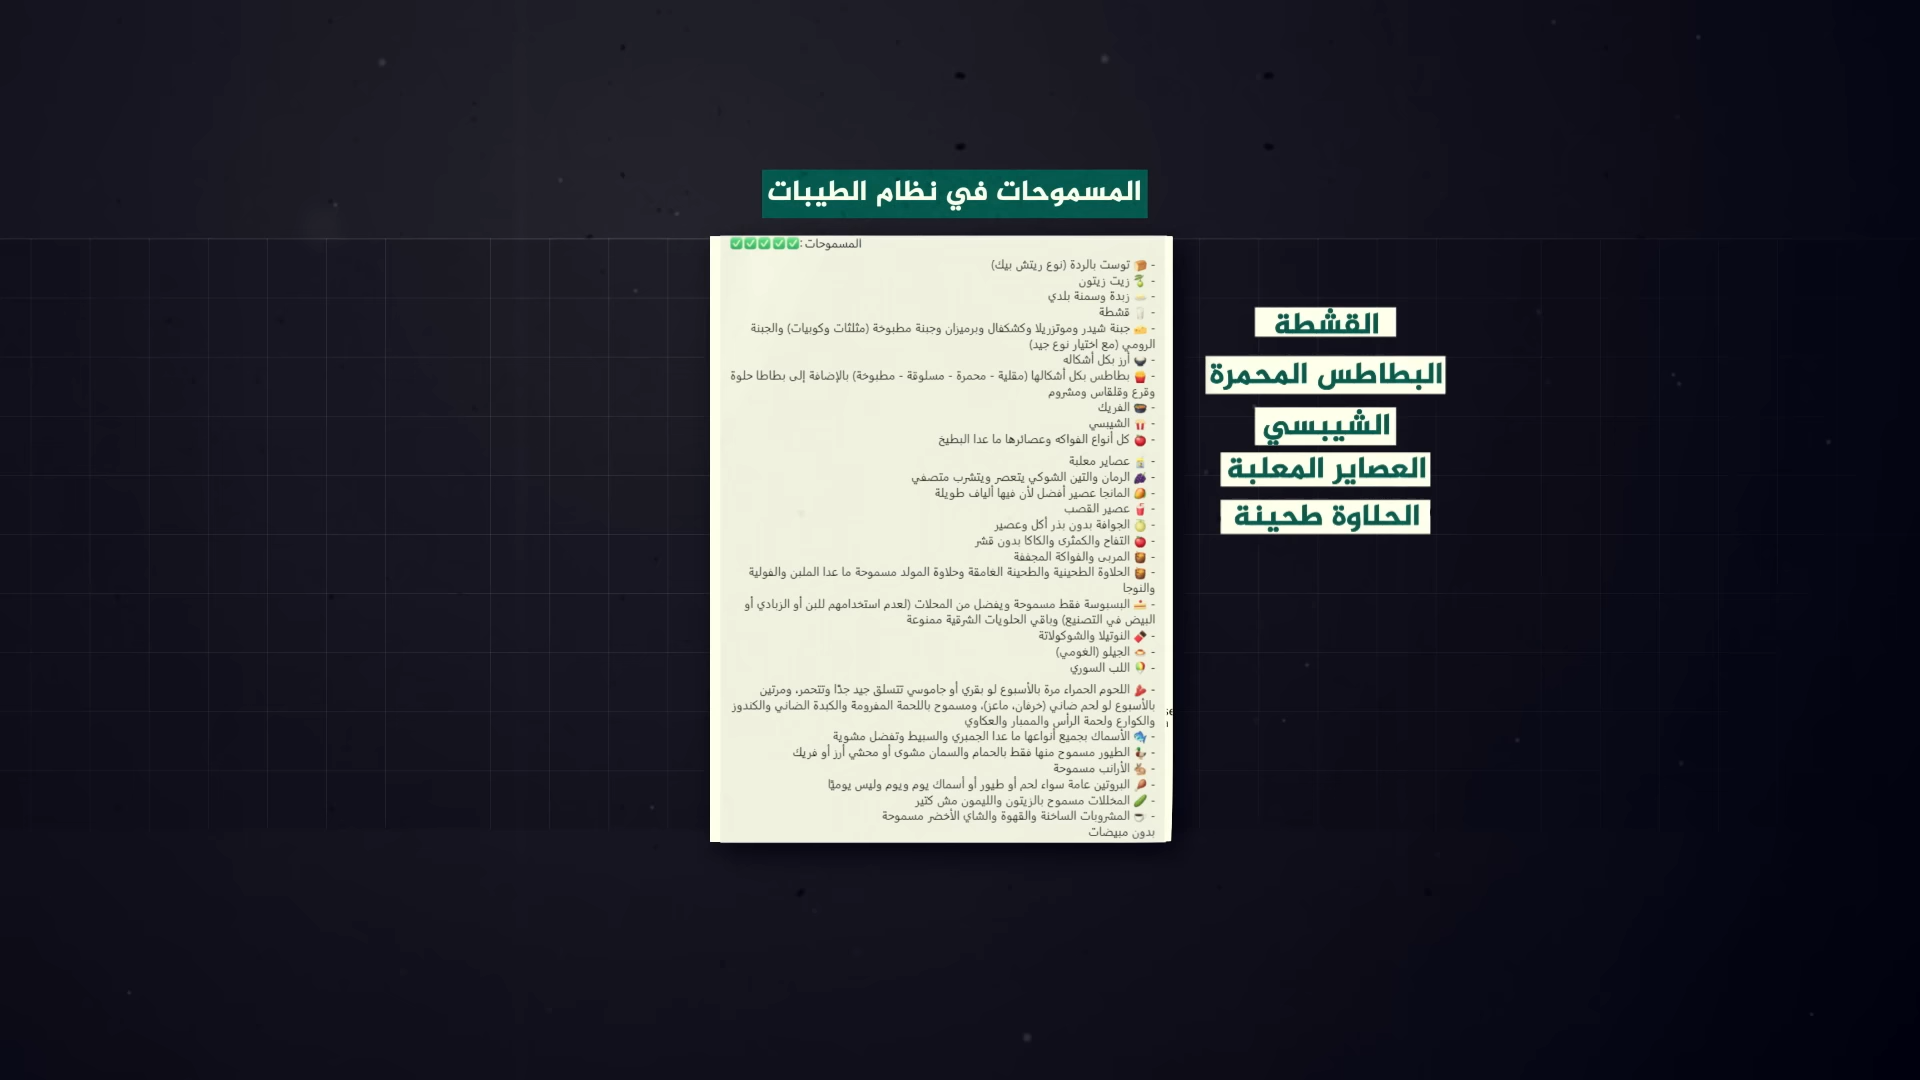 المسموحات في نظام الطيبات
المسموحات :✅✅✅✅✅
- 🍞 توست بالردة (نوع ريتش بيك)
- زيت زيتون
- زبدة وسمنة بلدي
- 🥛 قشطة
- 🧀 جبنة شيدر وموتزريلا وكشكفال وبرميزان وجبنة مطبوخة (مثلثات وكوبيات) والجبنة
الرومي (مع اختيار نوع جيد)
- أرز بكل أشكاله
- 🍟 بطاطس بكل أشكالها (مقلية - محمرة - مسلوقة - مطبوخة) بالإضافة إلى بطاطا حلوة
وقرع وقلقاس ومشروم
- الفريك
- الشيبسي
- 🍎 كل أنواع الفواكه وعصائرها ما عدا البطيخ
- عصاير معلبة
- 🍇 الرمان والتين الشوكي يتعصر ويتشرب متصفي
- 🥭 المانجا عصير أفضل لأن فيها ألياف طويلة
- عصير القصب
- الجوافة بدون بذر أكل وعصير
- 🍎 التفاح والكمثرى والكاكا بدون قشر
- المربى والفواكة المجففة
- الحلاوة الطحينية والطحينة الغامقة وحلاوة المولد مسموحة ما عدا الملبن والفولية
والنوجا
- 🍰 البسبوسة فقط مسموحة ويفضل من المحلات (لعدم استخدامهم للبن أو الزبادي أو
البيض في التصنيع) وباقي الحلويات الشرقية ممنوعة
- 🍫 النوتيلا والشوكولاتة
- 🍮 الجيلو (الغومي)
- اللب السوري
- اللحوم الحمراء مرة بالأسبوع لو بقري أو جاموسي تتسلق جيد جدًا وتتحمر، ومرتين
بالأسبوع لو لحم ضاني (خرفان، ماعز)، ومسموح باللحمة المفرومة والكبدة الضاني والكندوز
والكوارع ولحمة الرأس والممبار والعكاوي
- 🐟 الأسماك بجميع أنواعها ما عدا الجمبري والسبيط وتفضل مشوية
- 🦆 الطيور مسموح منها فقط بالحمام والسمان مشوى أو محشي أرز أو فريك
- 🐇 الأرانب مسموحة
- 🍗 البروتين عامة سواء لحم أو طيور أو أسماك يوم ويوم وليس يوميًا
- 🥒 المخللات مسموح بالزيتون والليمون مش كتير
- ☕ المشروبات الساخنة والقهوة والشاي الأخضر مسموحة
بدون مبيضات
القشطة
البطاطس المحمرة
الشيبسي
العصاير المعلبة
الحلاوة طحينة